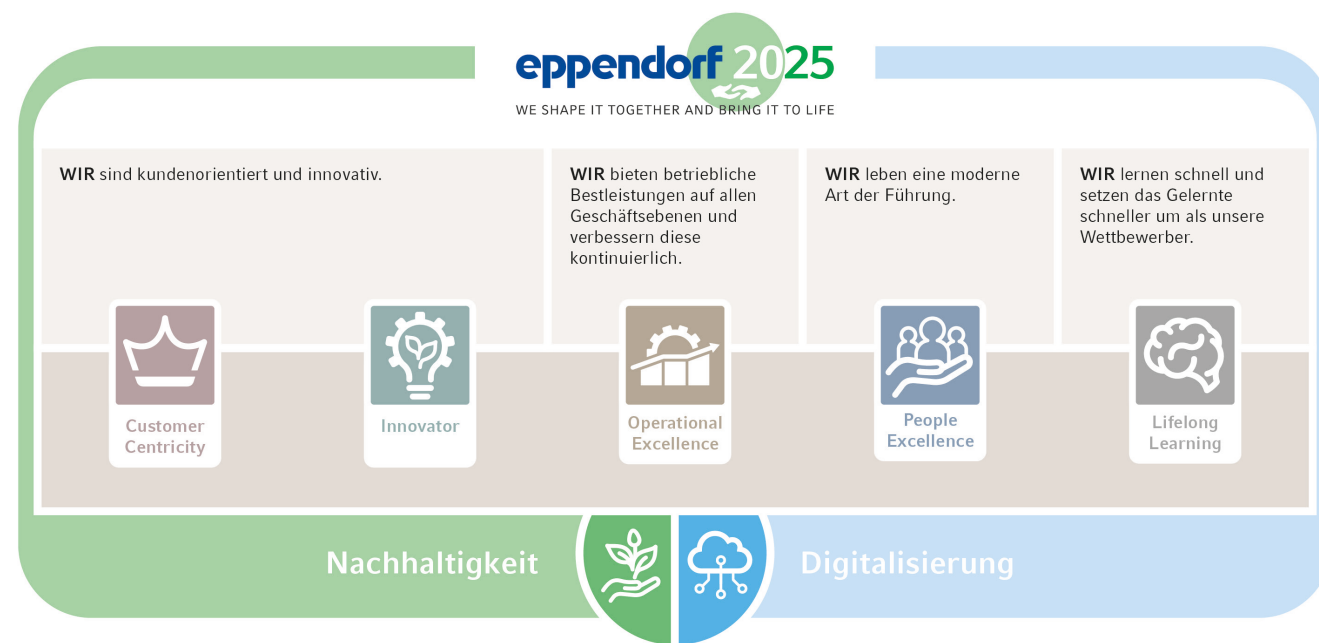 eppendorf 2025
WE SHAPE IT TOGETHER AND BRING IT TO LIFE
WIR sind kundenorientiert und innovativ.
WIR bieten betriebliche
Bestleistungen auf allen
Geschäftsebenen und
verbessern diese
kontinuierlich.
WIR leben eine moderne
Art der Führung.
WIR lernen schnell und
setzen das Gelernte
schneller um als unsere
Wettbewerber.
Customer
Centricity
Innovator
Operational
Excellence
People
Excellence
Lifelong
Learning
Nachhaltigkeit
Digitalisierung